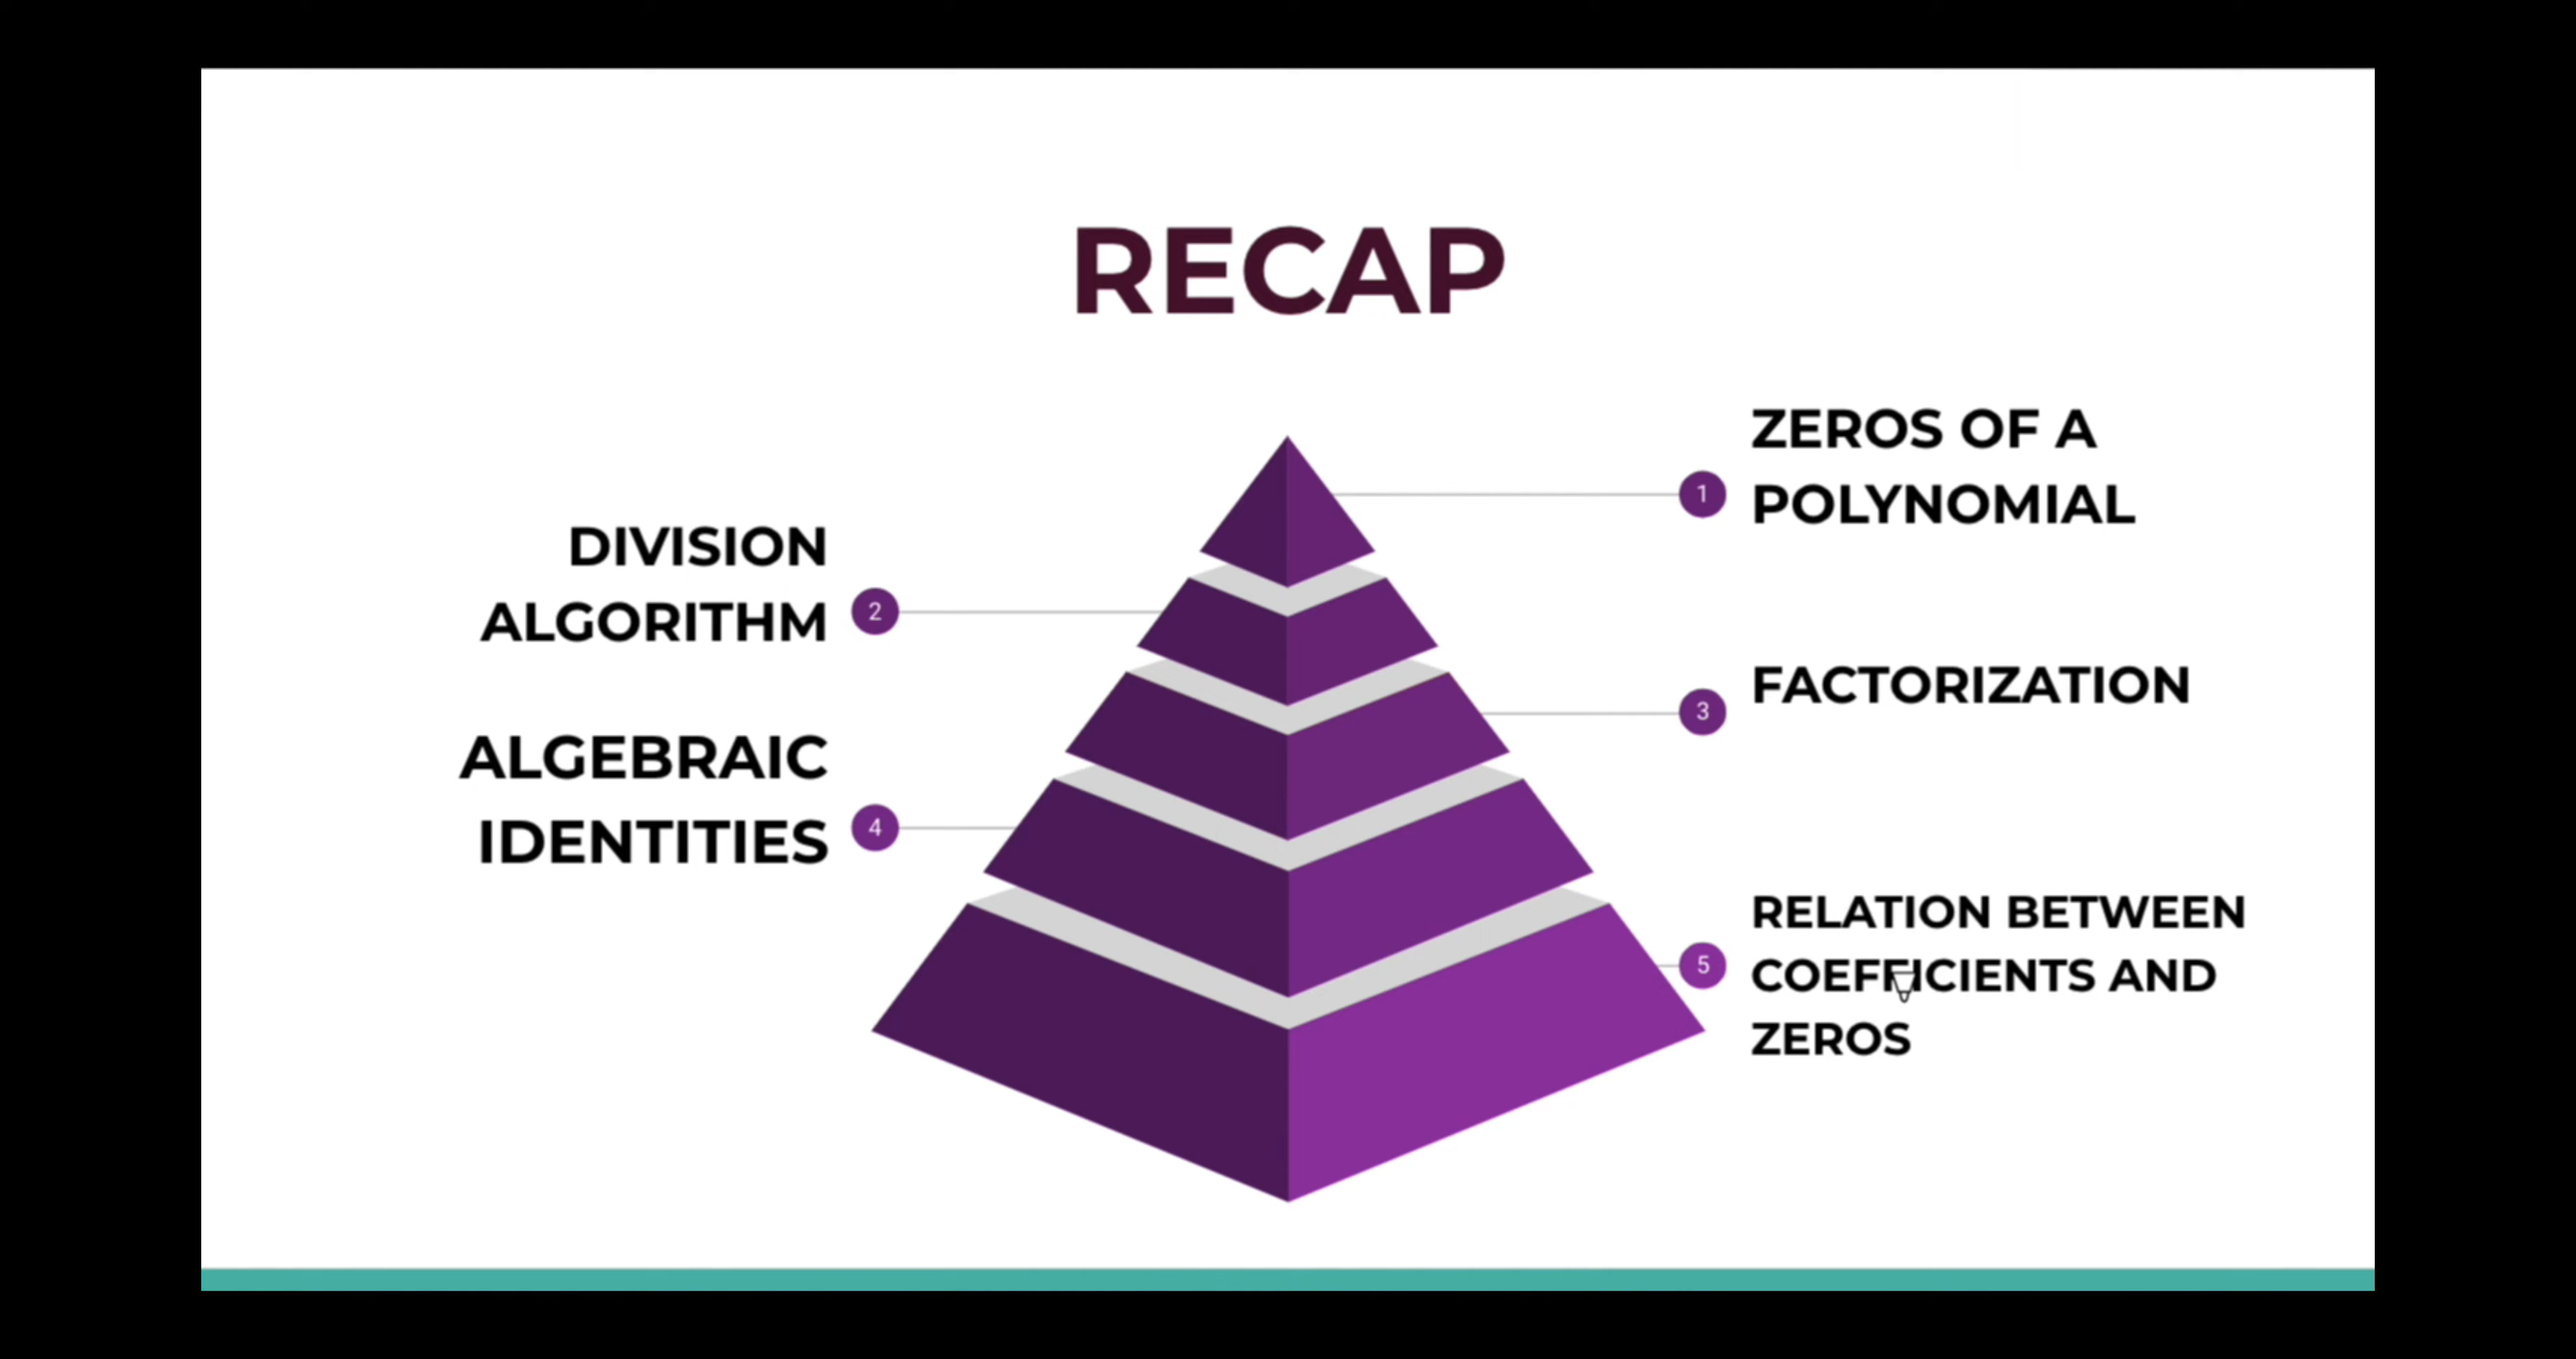 RECAP
ZEROS OF A
POLYNOMIAL
1
DIVISION
ALGORITHM
2
FACTORIZATION
3
ALGEBRAIC
IDENTITIES
4
RELATION BETWEEN
COEFFICIENTS AND
ZEROS
5